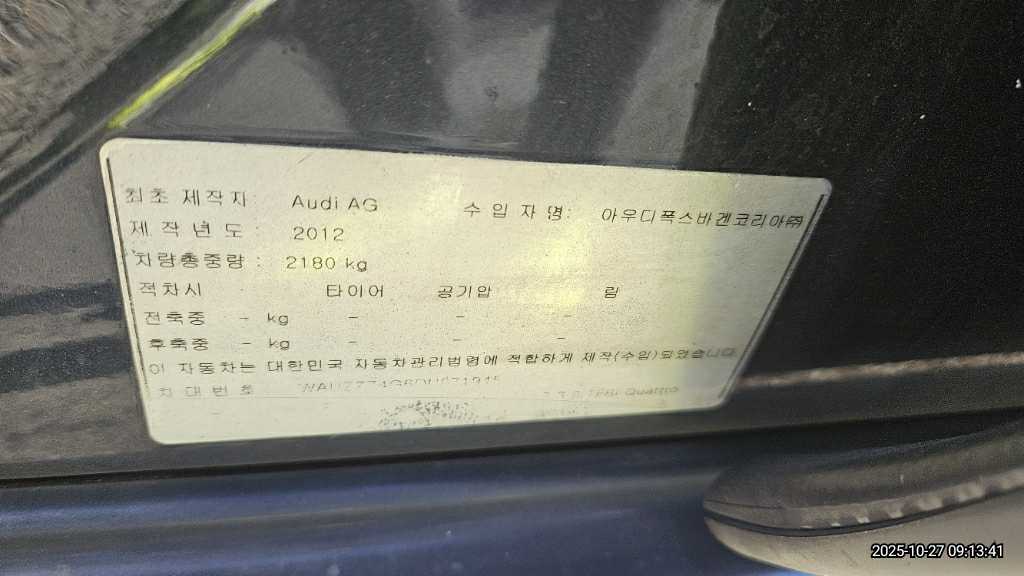 최초 제작자: Audi AG 수입자명: 아우디폭스바겐코리아㈜
제작년도: 2012
차량총중량: 2180 kg
적차시 타이어 공기압 림
전축중 - kg - - -
후축중 - kg - - -
이 자동차는 대한민국 자동차관리법령에 적합하게 제작(수입)되었습니다.
차대번호 Quattro
2025-10-27 09:13:41